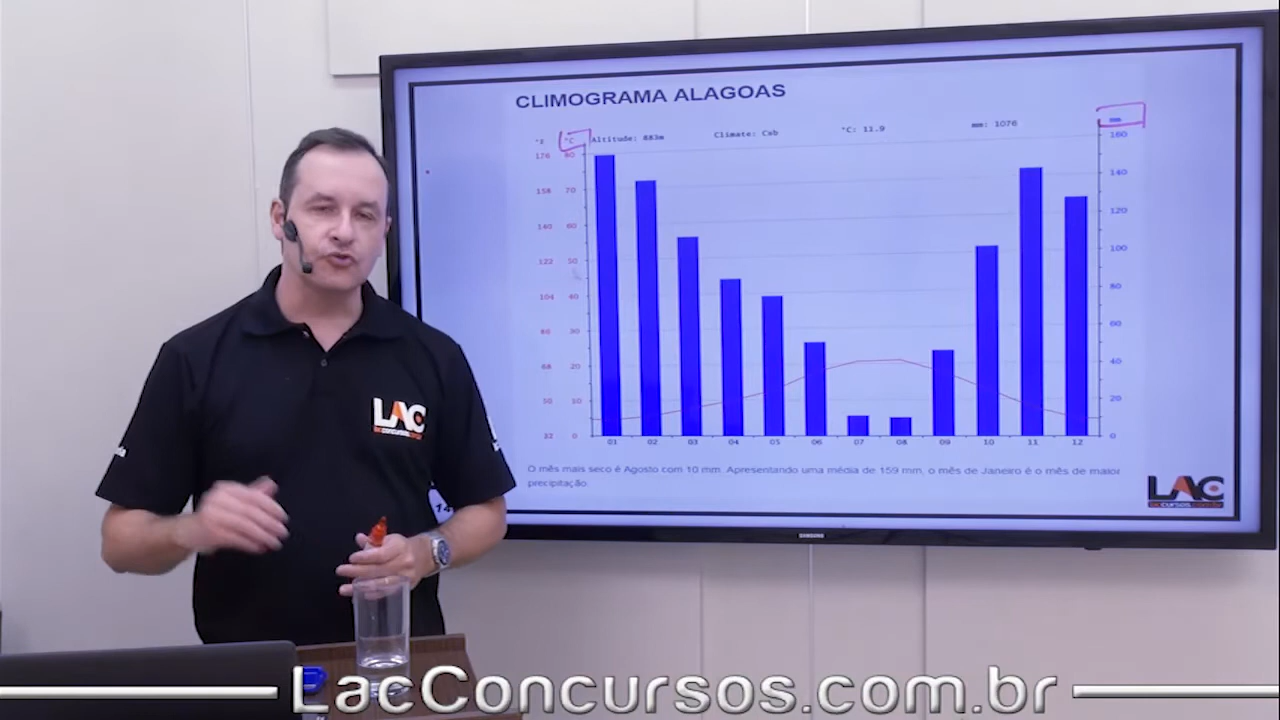 CLIMOGRAMA ALAGOAS
°F °C Altitude: 883m Climate: Csb °C: 11.9 mm: 1076 mm
176 80 160
158 70 140
140 60 120
122 50 100
104 40 80
86 30 60
68 20 40
50 10 20
32 0 0
01 02 03 04 05 06 07 08 09 10 11 12
O mês mais seco é Agosto com 10 mm. Apresentando uma média de 159 mm, o mês de Janeiro é o mês de maior
precipitação.
LAC
LAC
SAMSUNG
LacConcursos.com.br